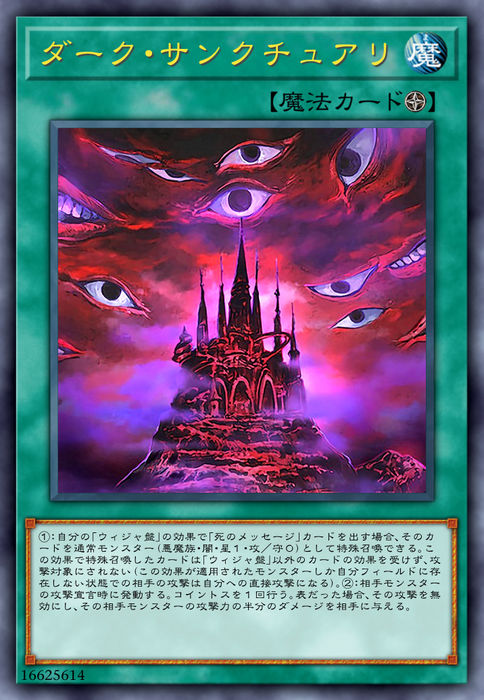 ダーク・サンクチュアリ 魔
【魔法カード】
①:自分の「ウィジャ盤」の効果で「死のメッセージ」カードを出す場合、そのカ
ードを通常モンスター(悪魔族・闇・星1・攻/守0)として特殊召喚できる。こ
の効果で特殊召喚したカードは「ウィジャ盤」以外のカードの効果を受けず、攻
撃対象にされない(この効果が適用されたモンスターしか自分フィールドに存
在しない状態での相手の攻撃は自分への直接攻撃になる)。②:相手モンスター
の攻撃宣言時に発動する。コイントスを1回行う。表だった場合、その攻撃を無
効にし、その相手モンスターの攻撃力の半分のダメージを相手に与える。
16625614